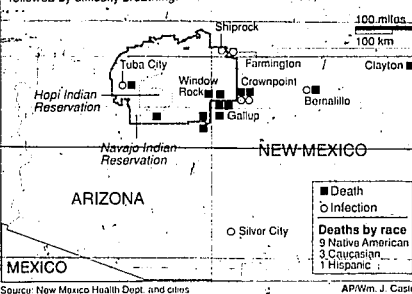 followed by
Shiprock
100 miles
100 km
Tuba City
Farmington
Clayton
Window
Rock
Crownpoint
Hopi Indian
Reservation
Bernalillo
Gallup
Navajo Indian
Reservation
NEW MEXICO
ARIZONA
Death
Infection
Silver City
Deaths by race
9 Native American
3 Caucasian
1 Hispanic
MEXICO
Source: New Mexico Health Dept. and cities
AP/Wm. J. Castello